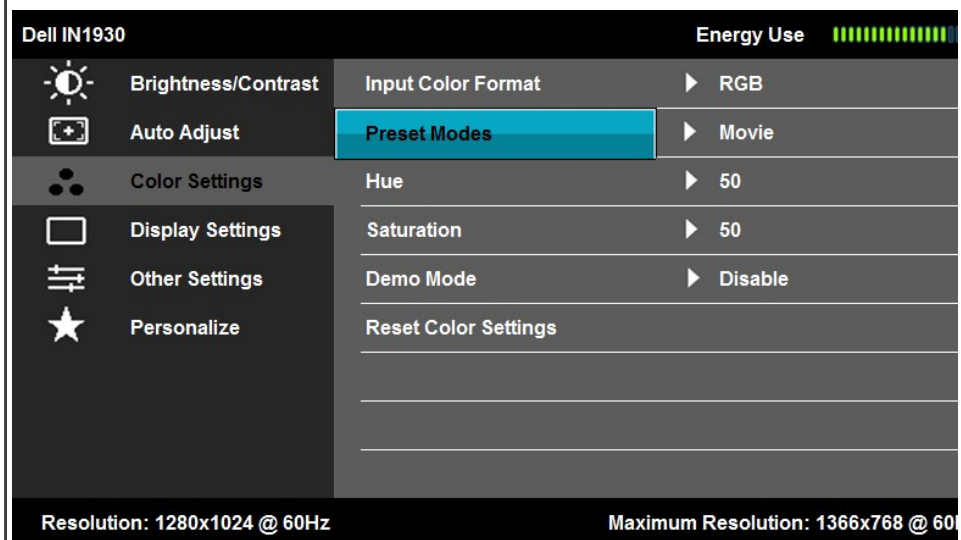 Dell IN1930 Energy Use
Brightness/Contrast Input Color Format RGB
Auto Adjust Preset Modes Movie
Color Settings Hue 50
Display Settings Saturation 50
Other Settings Demo Mode Disable
Personalize Reset Color Settings
Resolution: 1280x1024 @ 60Hz Maximum Resolution: 1366x768 @ 60